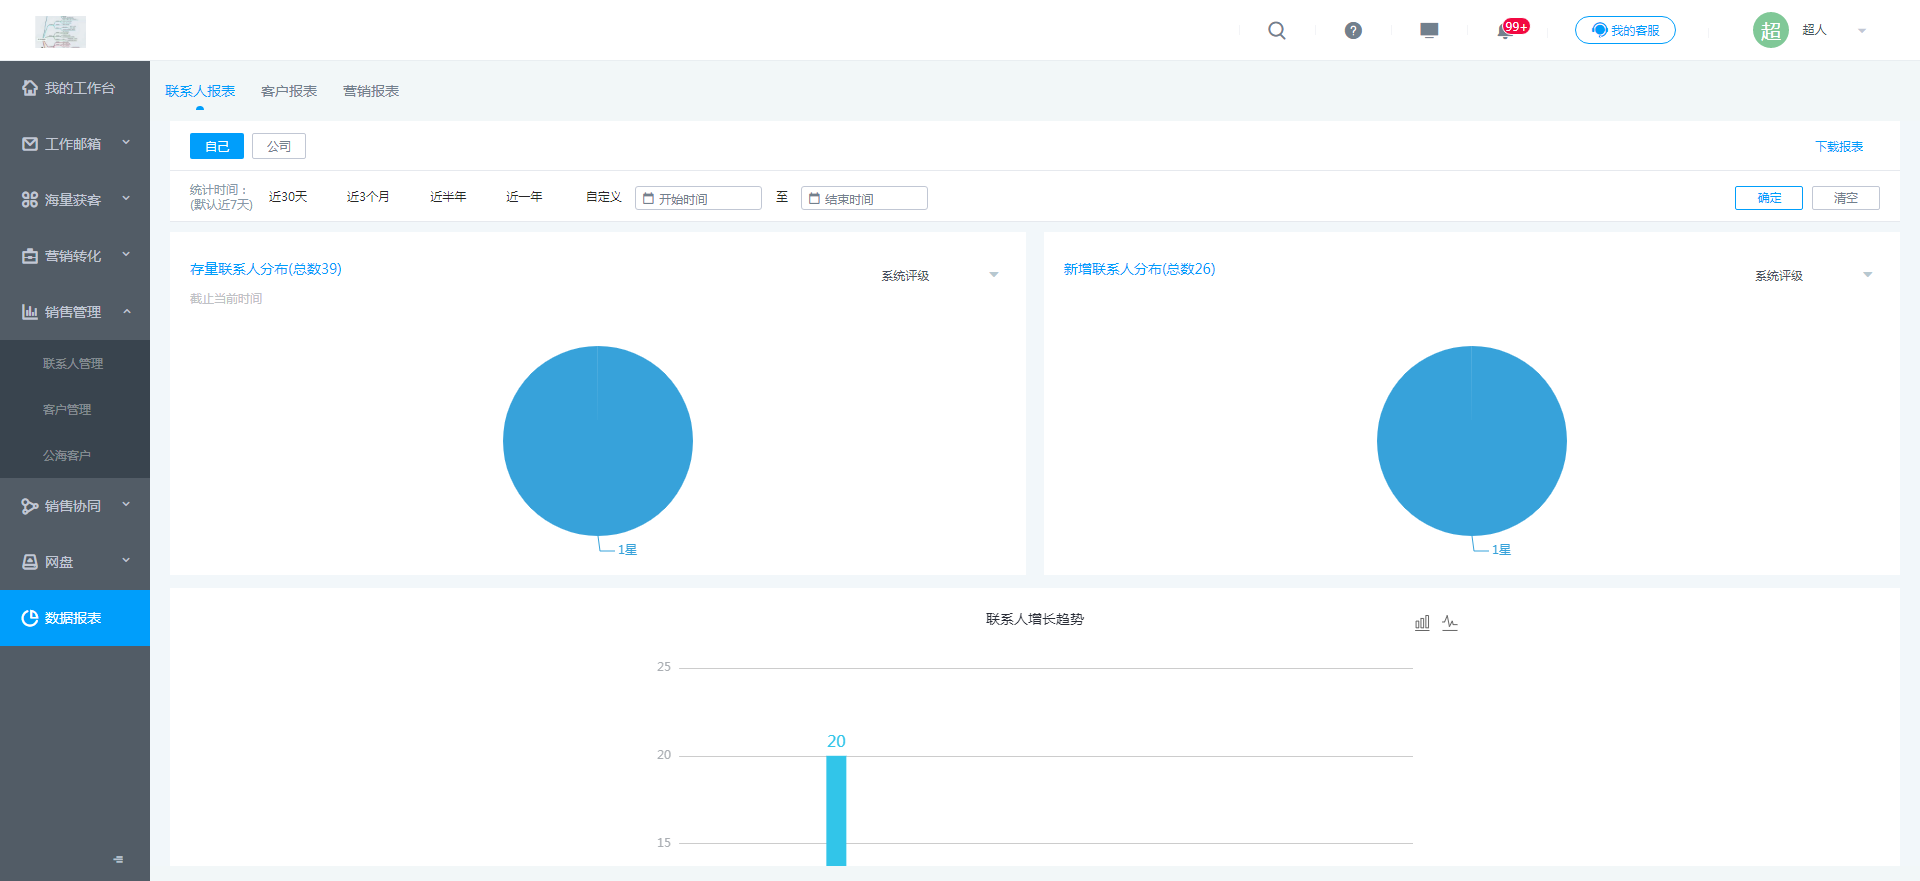 99+
我的客服
超
超人
我的工作台
工作邮箱
海量获客
营销转化
销售管理
联系人管理
客户管理
公海客户
销售协同
网盘
数据报表
联系人报表 客户报表 营销报表
自己 公司 下载报表
统计时间：
(默认近7天)
近30天 近3个月 近半年 近一年 自定义 开始时间 至 结束时间 确定 清空
存量联系人分布(总数39)
系统评级
截止当前时间
1星
新增联系人分布(总数26)
系统评级
1星
联系人增长趋势
25
20
20
15